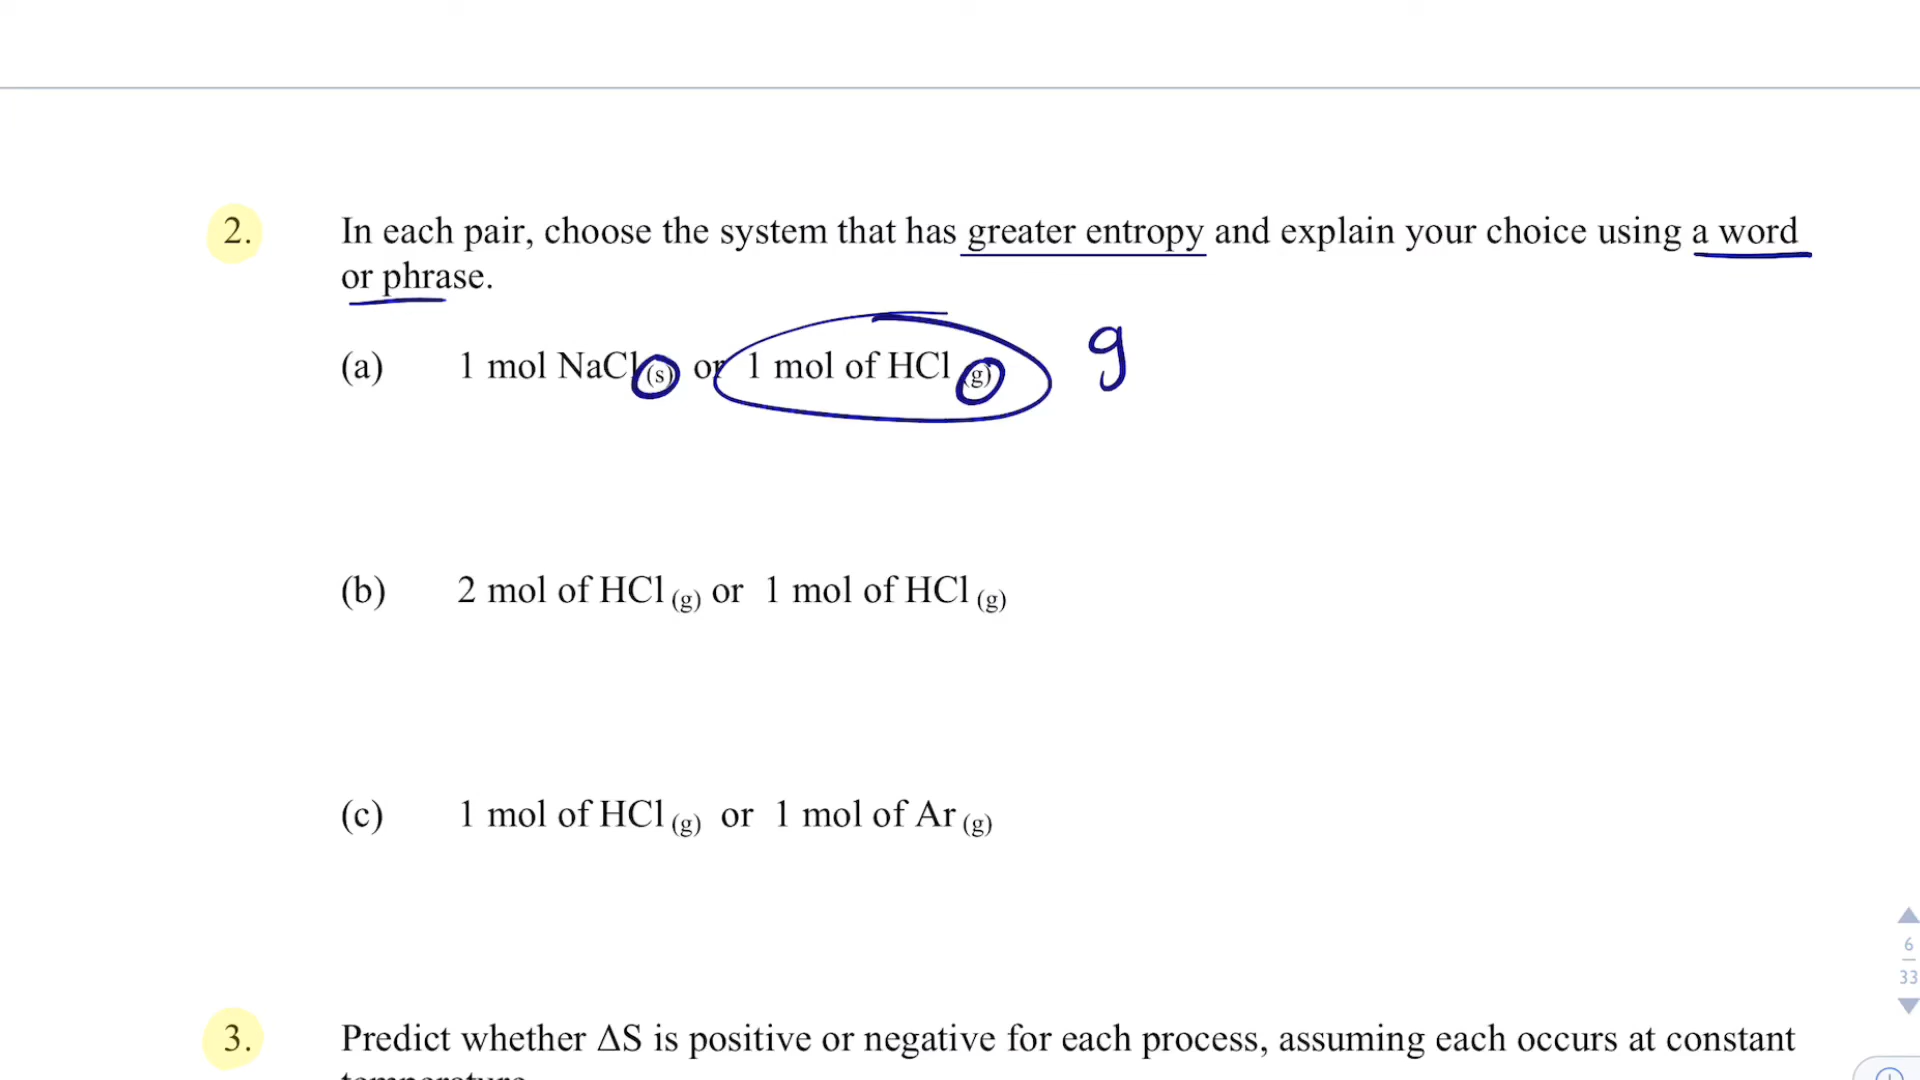 2. In each pair, choose the system that has greater entropy and explain your choice using a word
or phrase.
(a) 1 mol NaCl (s) or 1 mol of HCl (g) g
(b) 2 mol of HCl (g) or 1 mol of HCl (g)
(c) 1 mol of HCl (g) or 1 mol of Ar (g)
6
33
3. Predict whether ΔS is positive or negative for each process, assuming each occurs at constant
temperature